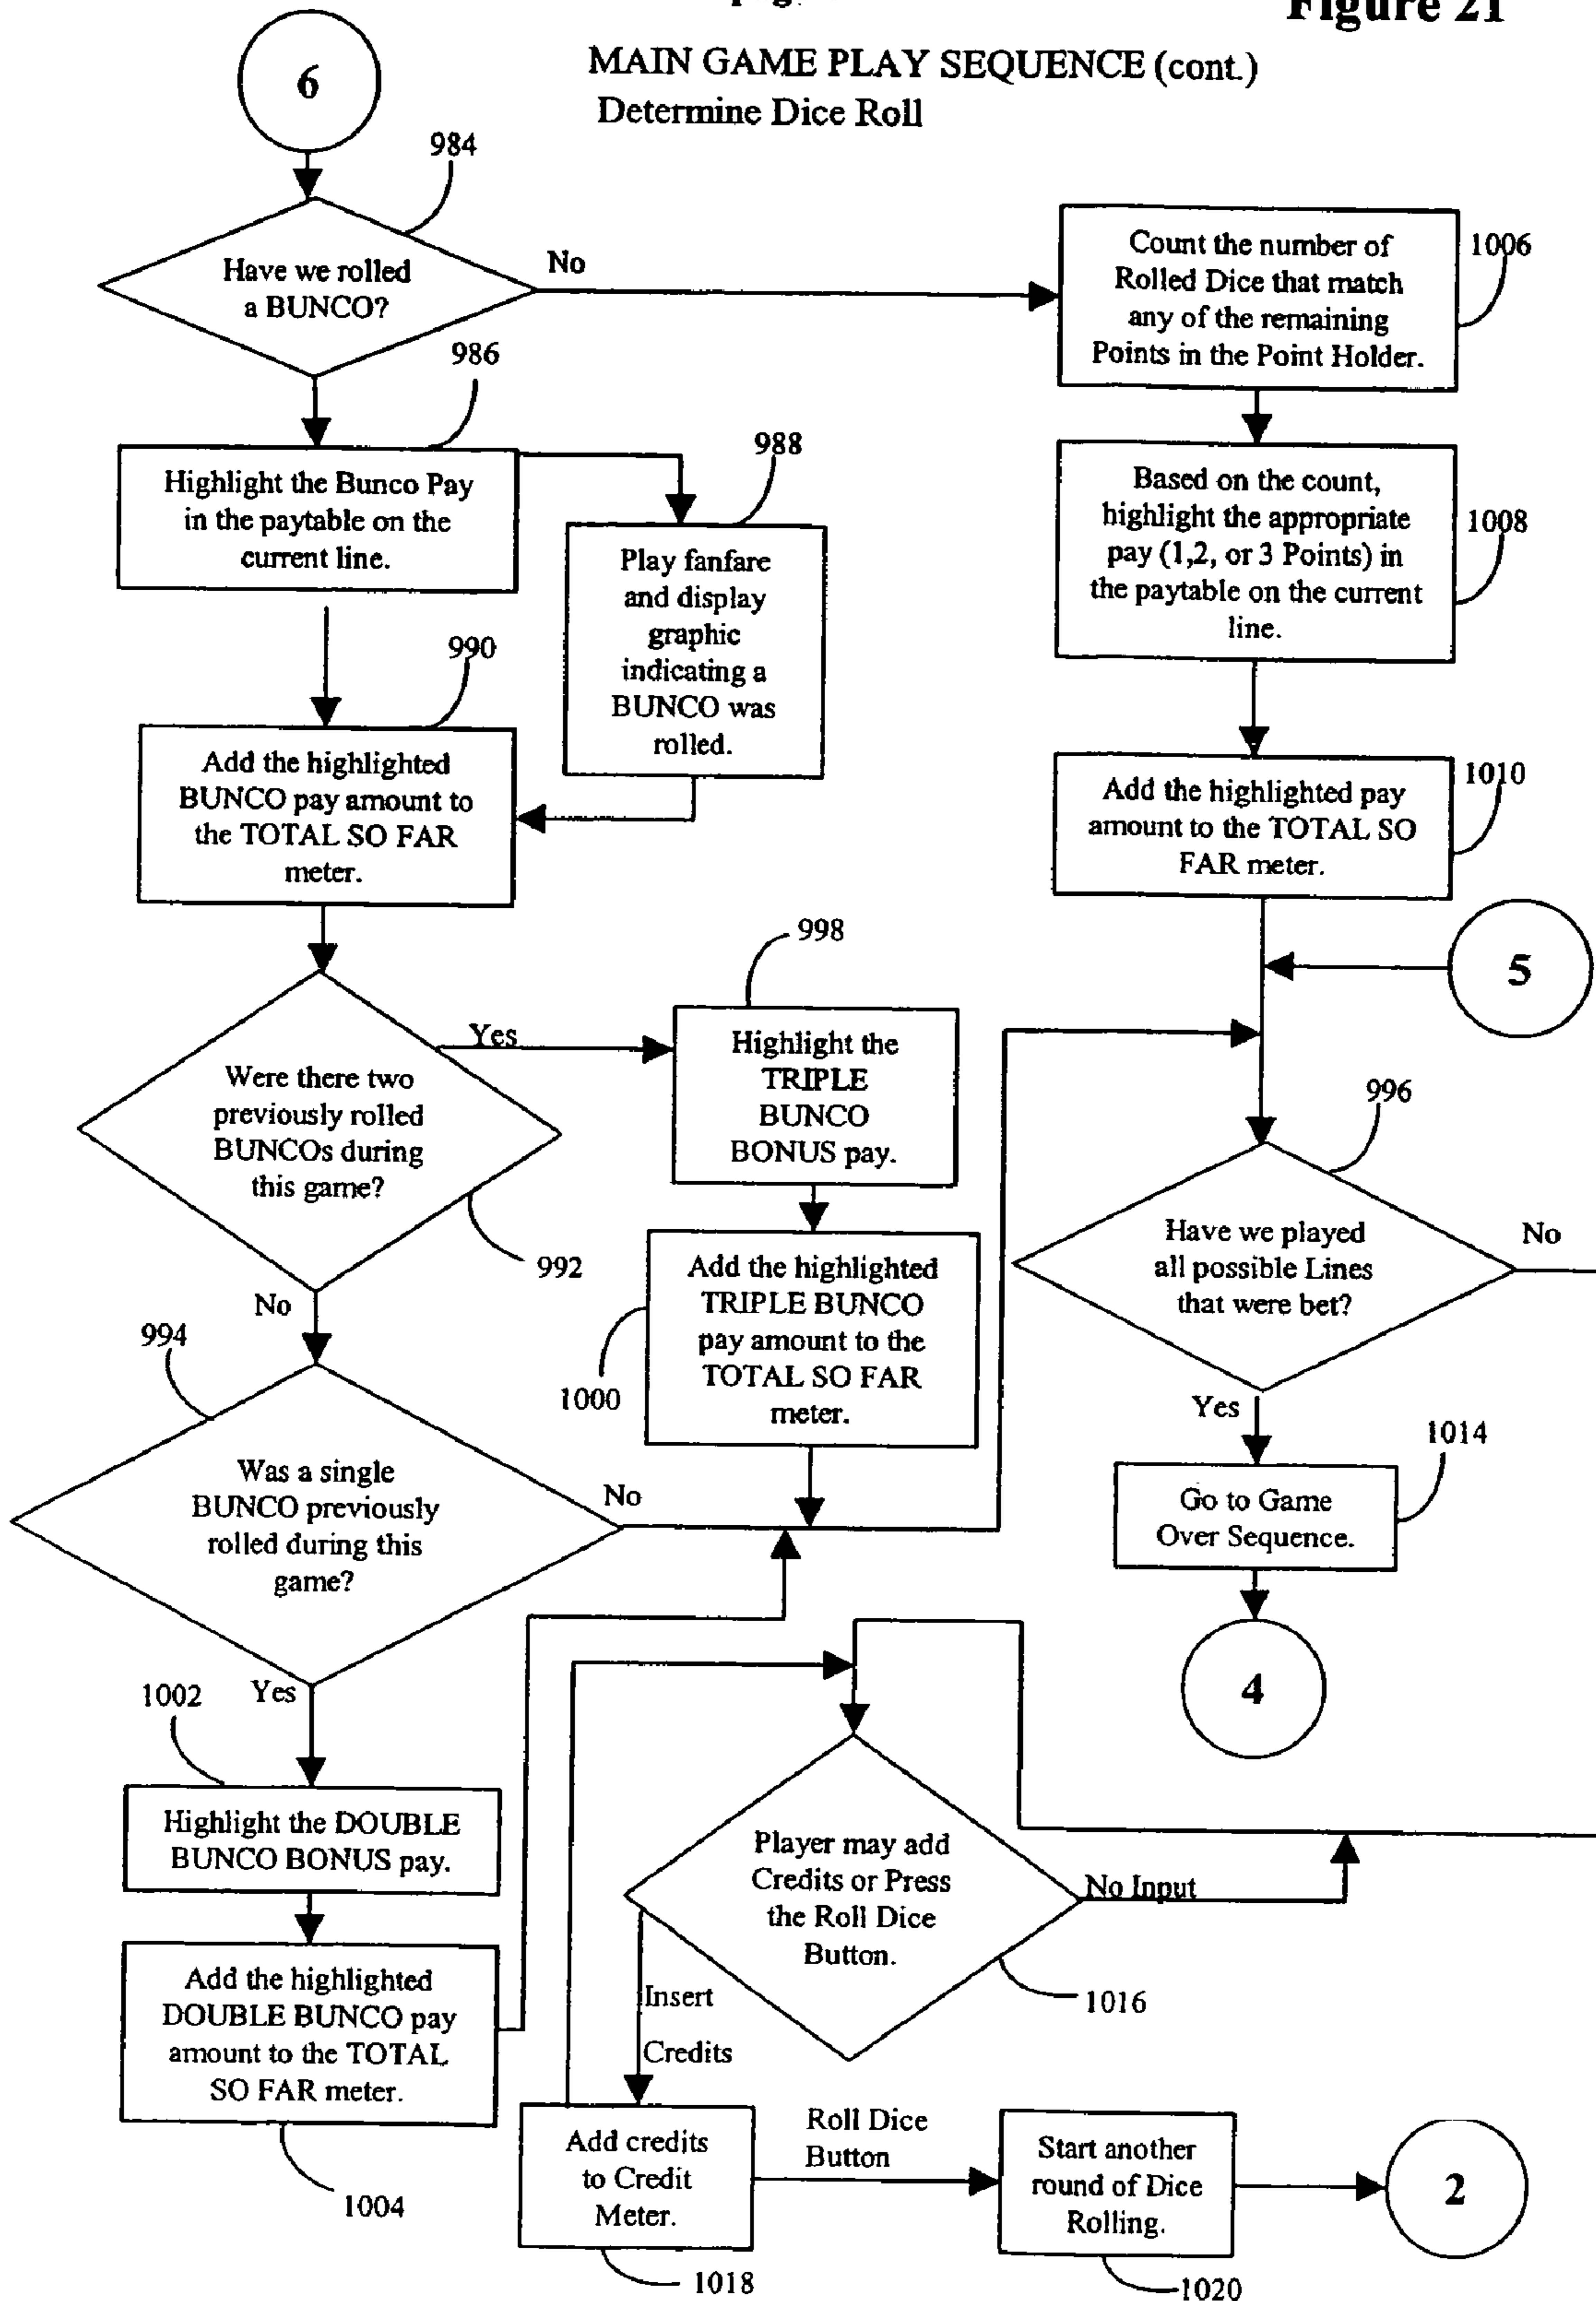 Figure 21
MAIN GAME PLAY SEQUENCE (cont.)
Determine Dice Roll
6
984
Have we rolled
a BUNCO?
No
986
Highlight the Bunco Pay
in the paytable on the
current line.
988
Play fanfare
and display
graphic
indicating a
BUNCO was
rolled.
990
Add the highlighted
BUNCO pay amount to
the TOTAL SO FAR
meter.
Were there two
previously rolled
BUNCOs during
this game?
992
Yes
No
998
Highlight the
TRIPLE
BUNCO
BONUS pay.
Add the highlighted
TRIPLE BUNCO
pay amount to the
TOTAL SO FAR
meter.
1000
994
Was a single
BUNCO previously
rolled during this
game?
No
Yes
1002
Highlight the DOUBLE
BUNCO BONUS pay.
Add the highlighted
DOUBLE BUNCO pay
amount to the TOTAL
SO FAR meter.
1004
Count the number of
Rolled Dice that match
any of the remaining
Points in the Point Holder.
1006
Based on the count,
highlight the appropriate
pay (1,2, or 3 Points) in
the paytable on the current
line.
1008
Add the highlighted pay
amount to the TOTAL SO
FAR meter.
1010
5
996
Have we played
all possible Lines
that were bet?
No
Yes
1014
Go to Game
Over Sequence.
4
Player may add
Credits or Press
the Roll Dice
Button.
No Input
1016
Insert
Credits
Add credits
to Credit
Meter.
1018
Roll Dice
Button
Start another
round of Dice
Rolling.
1020
2